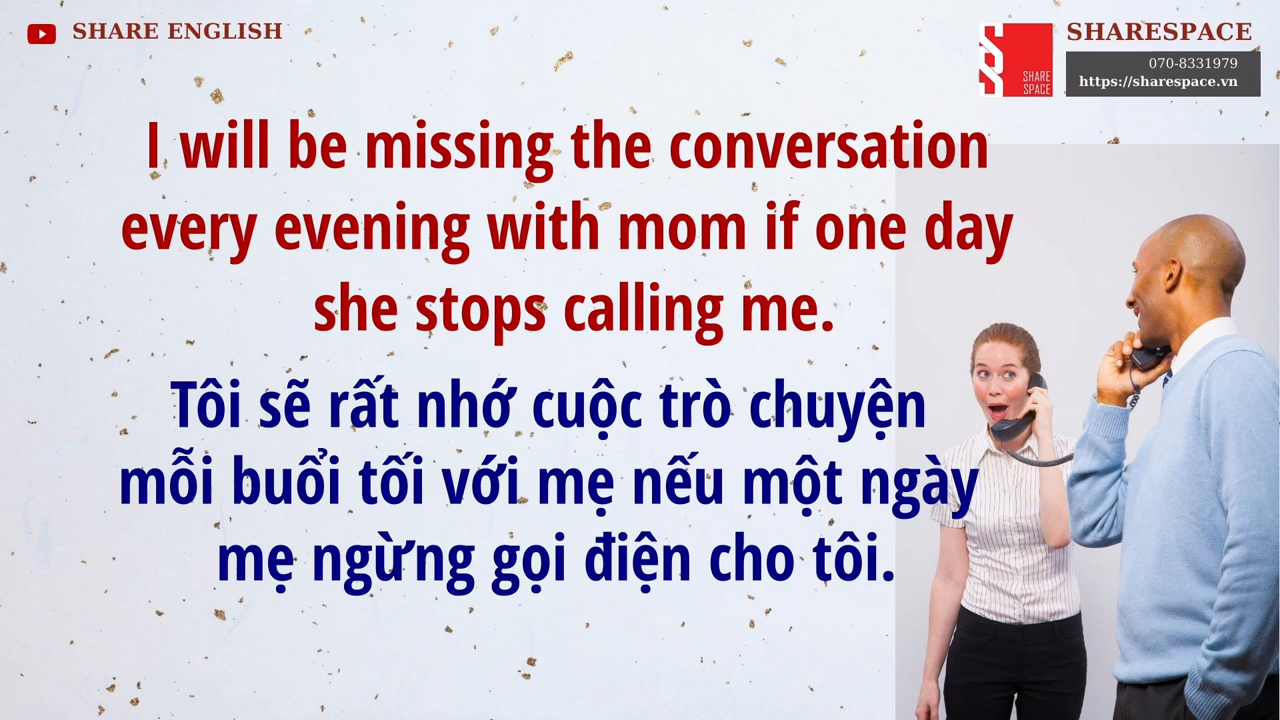 SHARE ENGLISH
SHARESPACE
070-8331979
https://sharespace.vn
SHARE
SPACE
I will be missing the conversation
every evening with mom if one day
she stops calling me.
Tôi sẽ rất nhớ cuộc trò chuyện
mỗi buổi tối với mẹ nếu một ngày
mẹ ngừng gọi điện cho tôi.